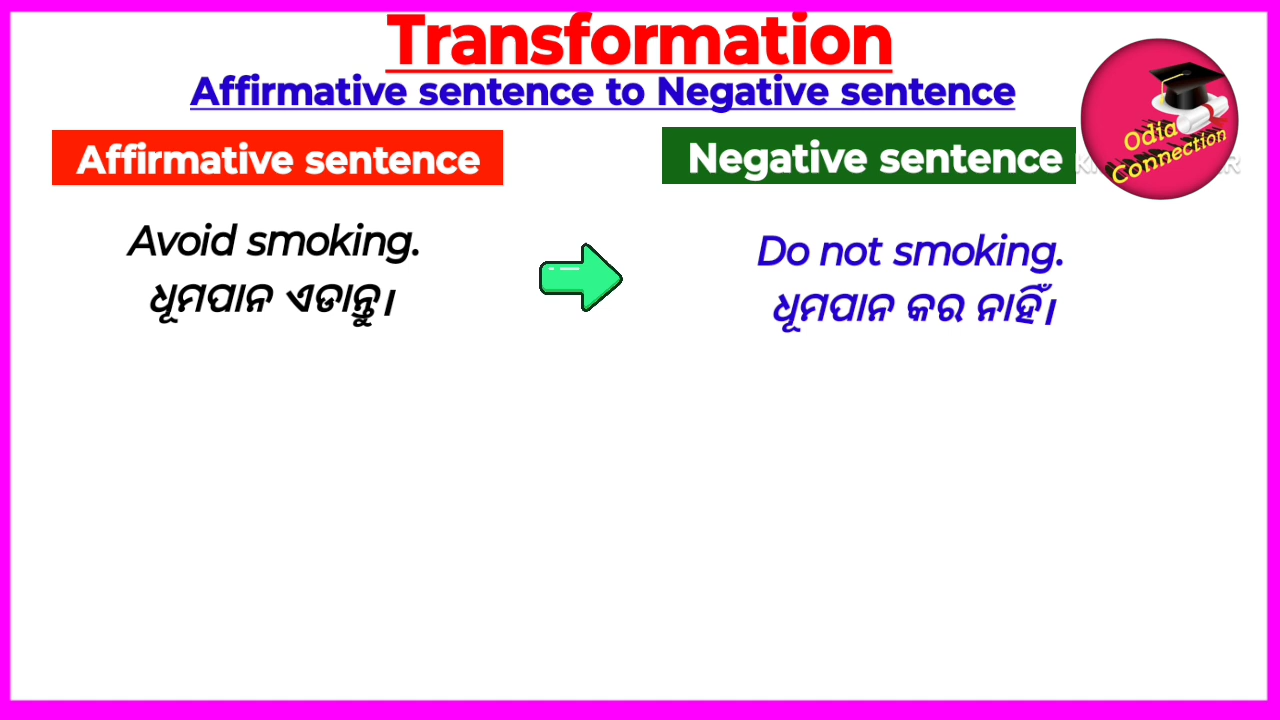 Transformation
Affirmative sentence to Negative sentence
Affirmative sentence
Negative sentence
Odia
Connection
Avoid smoking.
ଧୂମପାନ ଏଡାନ୍ତୁ।
Do not smoking.
ଧୂମପାନ କର ନାହିଁ।